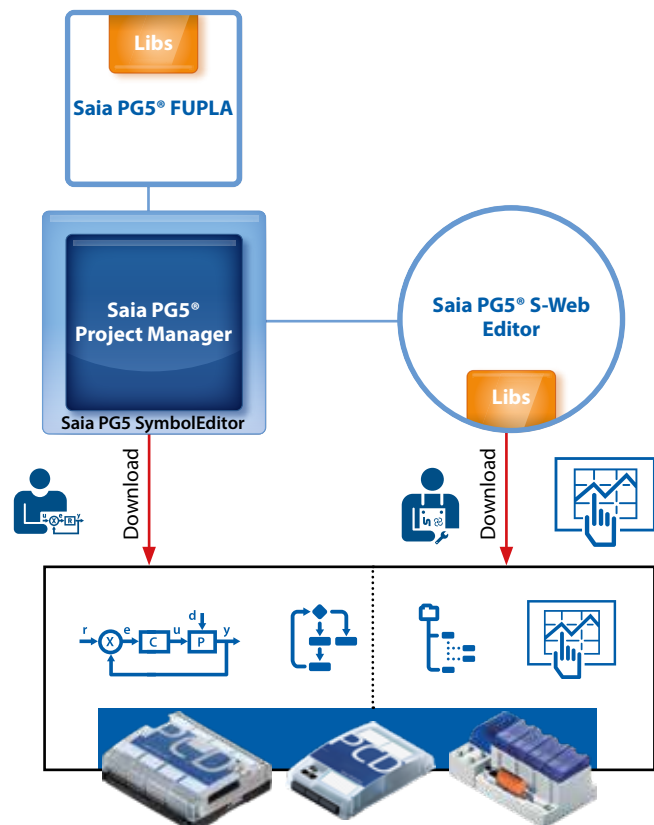 Libs
Saia PG5® FUPLA
Saia PG5®
Project Manager
Saia PG5 SymbolEditor
Saia PG5® S-Web
Editor
Libs
Download
Download
u e y
X R
r e u d y
X C P
PCD
PCD